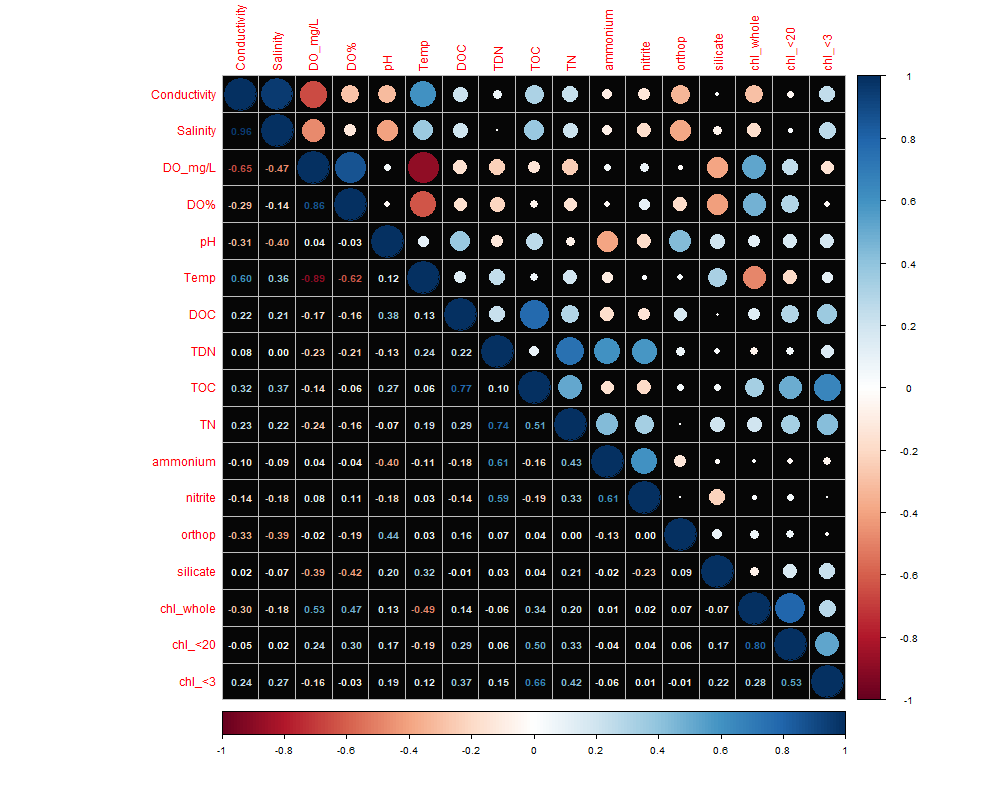 Conductivity Salinity DO_mg/L DO% pH Temp DOC TDN TOC TN ammonium nitrite orthop silicate chl_whole chl_<20 chl_<3
Conductivity
Salinity 0.96
DO_mg/L -0.65 -0.47
DO% -0.29 -0.14 0.86
pH -0.31 -0.40 0.04 -0.03
Temp 0.60 0.36 -0.89 -0.62 0.12
DOC 0.22 0.21 -0.17 -0.16 0.38 0.13
TDN 0.08 0.00 -0.23 -0.21 -0.13 0.24 0.22
TOC 0.32 0.37 -0.14 -0.06 0.27 0.06 0.77 0.10
TN 0.23 0.22 -0.24 -0.16 -0.07 0.19 0.29 0.74 0.51
ammonium -0.10 -0.09 0.04 -0.04 -0.40 -0.11 -0.18 0.61 -0.16 0.43
nitrite -0.14 -0.18 0.08 0.11 -0.18 0.03 -0.14 0.59 -0.19 0.33 0.61
orthop -0.33 -0.39 -0.02 -0.19 0.44 0.03 0.16 0.07 0.04 0.00 -0.13 0.00
silicate 0.02 -0.07 -0.39 -0.42 0.20 0.32 -0.01 0.03 0.04 0.21 -0.02 -0.23 0.09
chl_whole -0.30 -0.18 0.53 0.47 0.13 -0.49 0.14 -0.06 0.34 0.20 0.01 0.02 0.07 -0.07
chl_<20 -0.05 0.02 0.24 0.30 0.17 -0.19 0.29 -0.06 0.50 0.33 -0.04 0.04 0.06 0.17 0.80
chl_<3 0.24 0.27 -0.16 -0.03 0.19 0.12 0.37 0.15 0.66 0.42 -0.06 0.01 -0.01 0.22 0.28 0.53
1
0.8
0.6
0.4
0.2
0
-0.2
-0.4
-0.6
-0.8
-1
-1 -0.8 -0.6 -0.4 -0.2 0 0.2 0.4 0.6 0.8 1